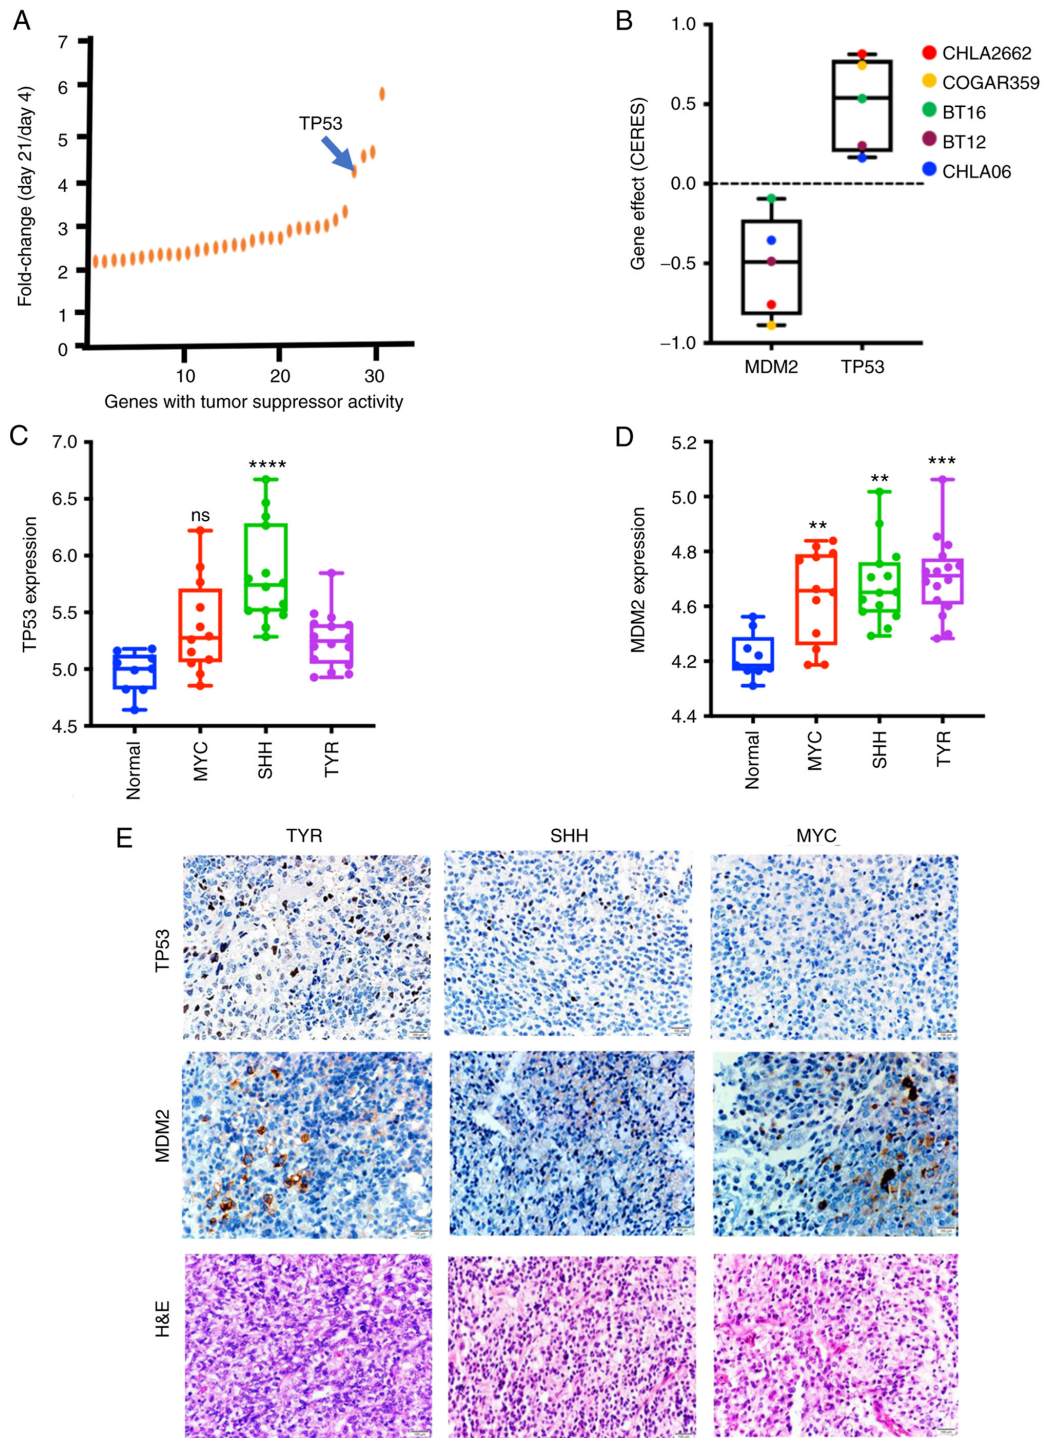 A
Fold-change (day 21/day 4)
7
6
5
4
3
2
1
0
TP53
10
20
30
Genes with tumor suppressor activity
B
Gene effect (CERES)
1.0
0.5
0.0
−0.5
−1.0
MDM2
TP53
CHLA2662
COGAR359
BT16
BT12
CHLA06
C
TP53 expression
7.0
6.5
6.0
5.5
5.0
4.5
ns
****
Normal
MYC
SHH
TYR
D
MDM2 expression
5.2
5.0
4.8
4.6
4.2
4.4
**
**
***
Normal
MYC
SHH
TYR
E
TYR
SHH
MYC
TP53
MDM2
H&E